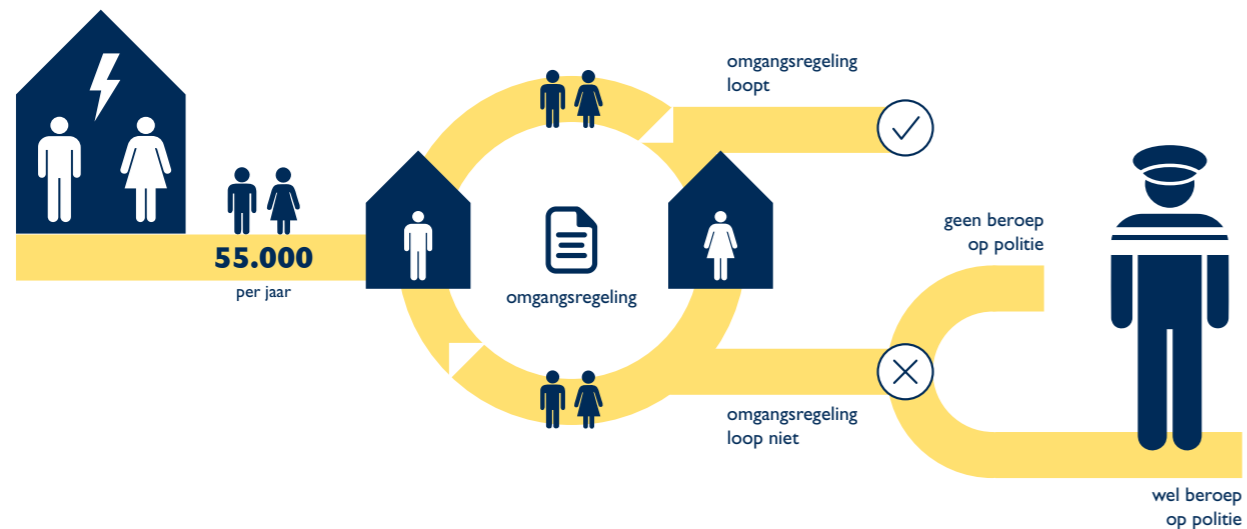 55.000
per jaar
omgangsregeling
omgangsregeling
loopt
omgangsregeling
loop niet
geen beroep
op politie
wel beroep
op politie